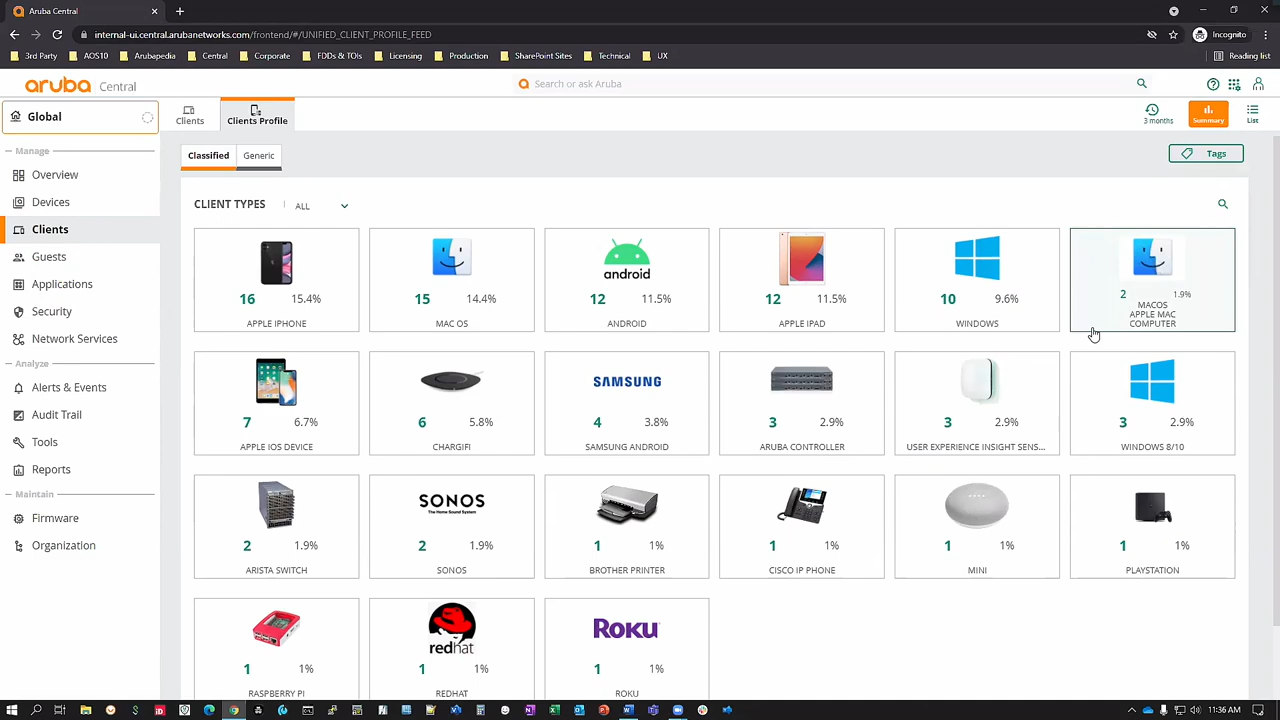 Aruba Central
internal-ui.central.arubanetworks.com/frontend/#/UNIFIED_CLIENT_PROFILE_FEED
Incognito
3rd Party
AOS10
Arubapedia
Central
Corporate
FDDs & TOIs
Licensing
Production
SharePoint Sites
Technical
UX
Reading list
aruba Central
Search or ask Aruba
Global
Clients
Clients Profile
3 months
Summary
List
Manage
Overview
Devices
Clients
Guests
Applications
Security
Network Services
Analyze
Alerts & Events
Audit Trail
Tools
Reports
Maintain
Firmware
Organization
Classified
Generic
Tags
CLIENT TYPES
ALL
16 15.4%
APPLE IPHONE
15 14.4%
MAC OS
android
12 11.5%
ANDROID
12 11.5%
APPLE IPAD
10 9.6%
WINDOWS
2 1.9%
MACOS
APPLE MAC
COMPUTER
7 6.7%
APPLE IOS DEVICE
6 5.8%
CHARGIFI
SAMSUNG
4 3.8%
SAMSUNG ANDROID
3 2.9%
ARUBA CONTROLLER
3 2.9%
USER EXPERIENCE INSIGHT SENS...
3 2.9%
WINDOWS 8/10
2 1.9%
ARISTA SWITCH
SONOS
The Home Sound System
2 1.9%
SONOS
1 1%
BROTHER PRINTER
1 1%
CISCO IP PHONE
1 1%
MINI
1 1%
PLAYSTATION
1 1%
RASPBERRY PI
redhat
1 1%
REDHAT
ROKU
1 1%
ROKU
11:36 AM